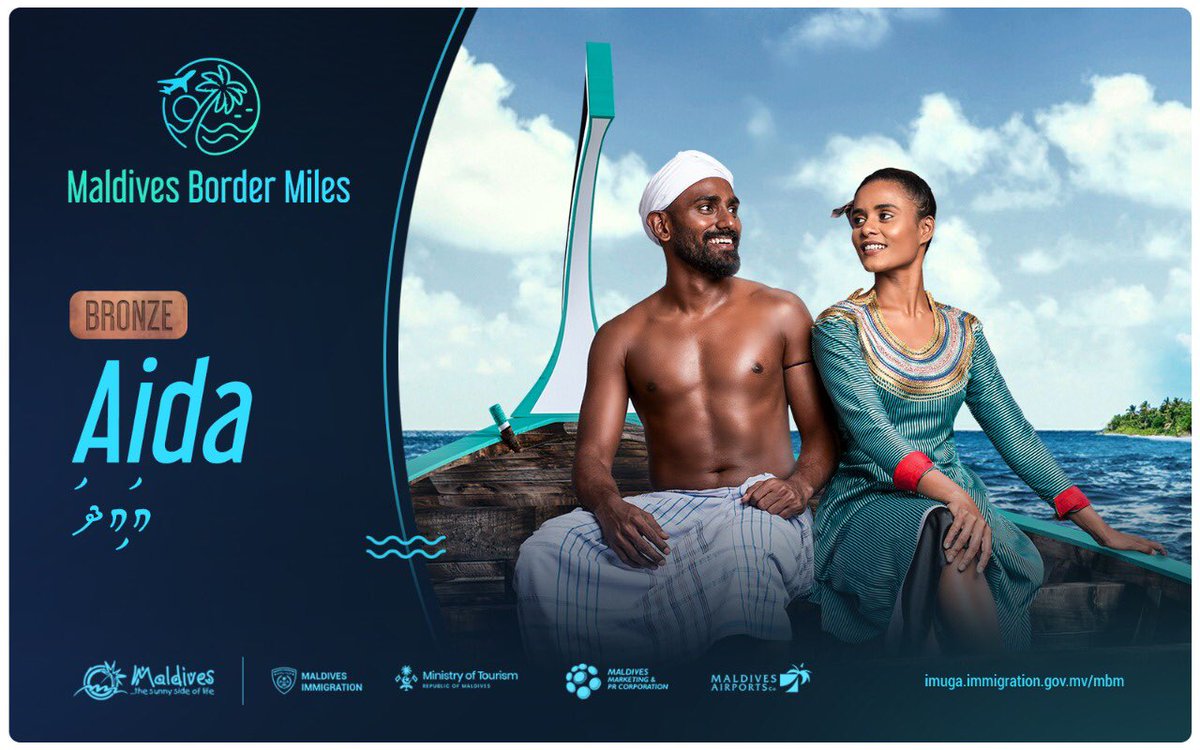 Maldives Border Miles
BRONZE
Aida
Maldives
...the sunny side of life
MALDIVES
IMMIGRATION
Ministry of Tourism
REPUBLIC OF MALDIVES
MALDIVES
MARKETING &
PR CORPORATION
MALDIVES
AIRPORTS Co
imuga.immigration.gov.mv/mbm